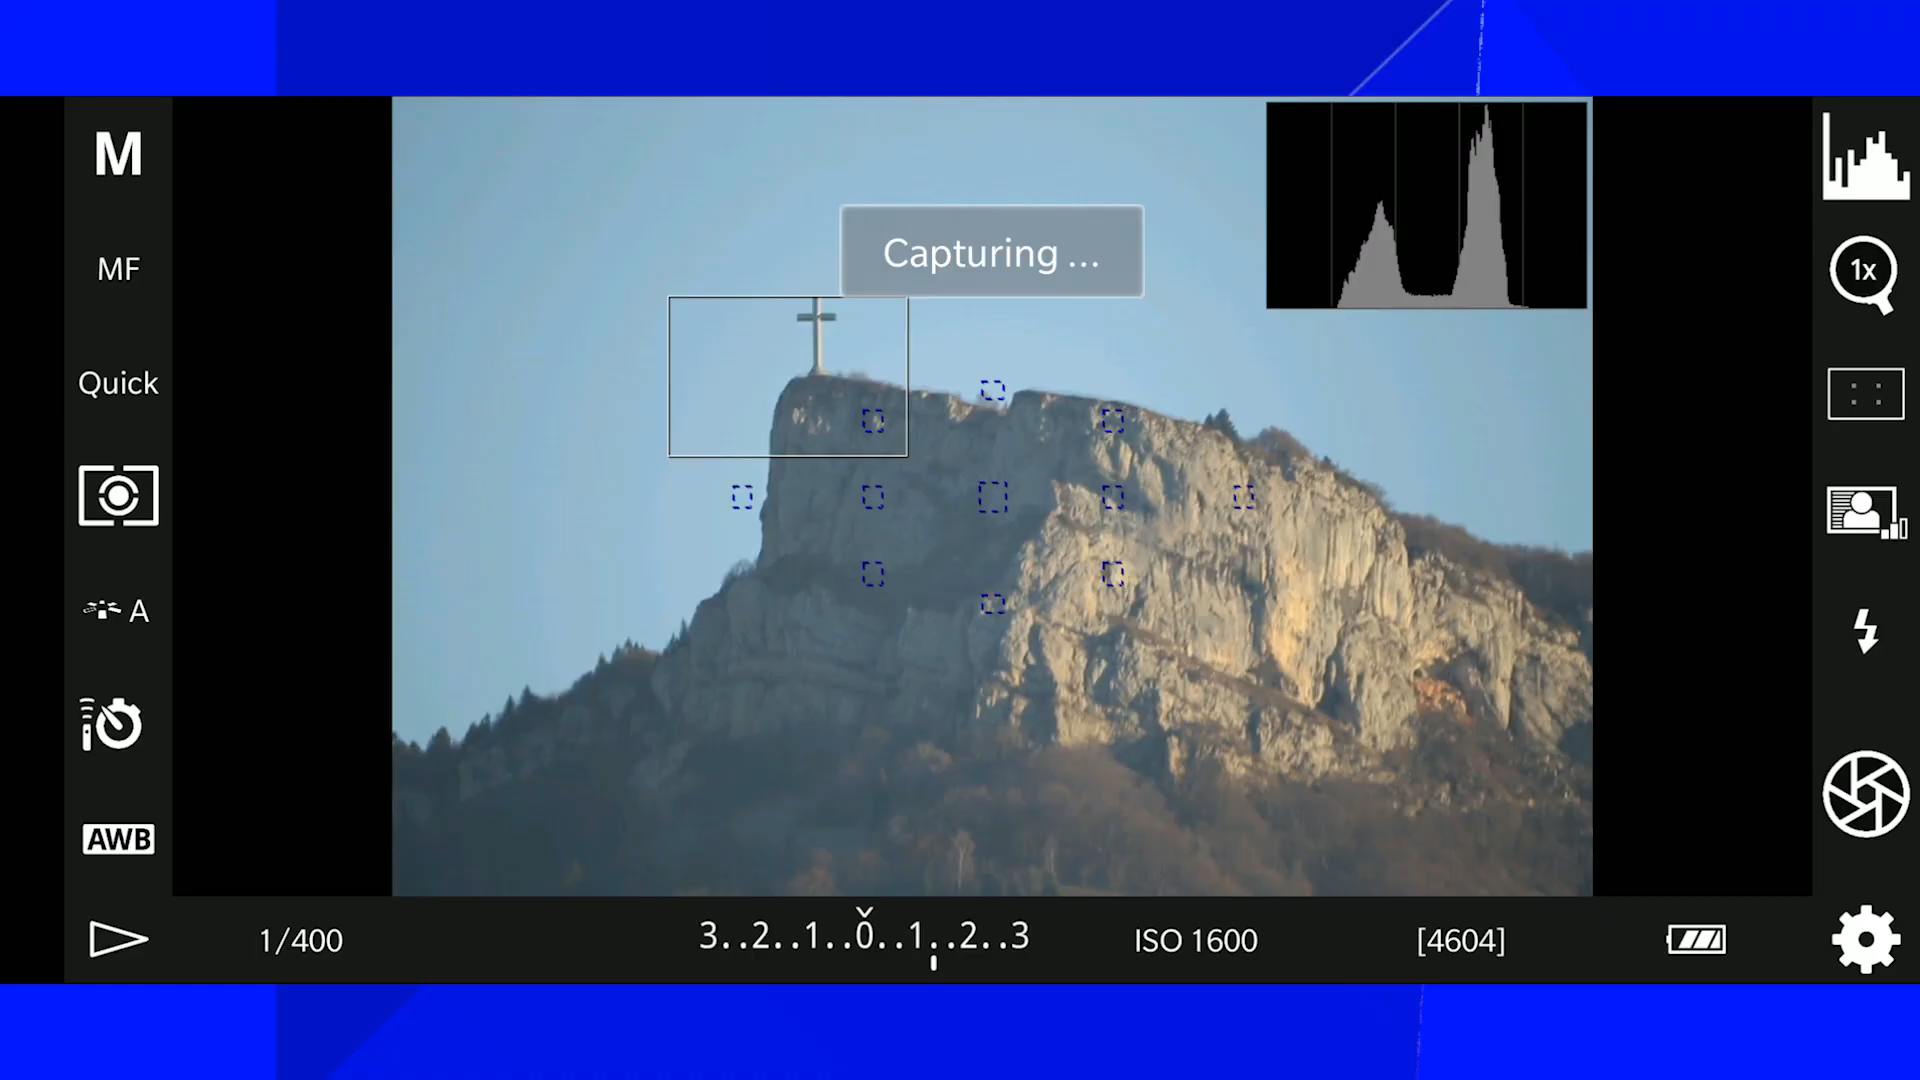 M
MF
Quick
A
AWB
Capturing ...
1x
1/400
3..2..1..0..1..2..3
ISO 1600
[4604]